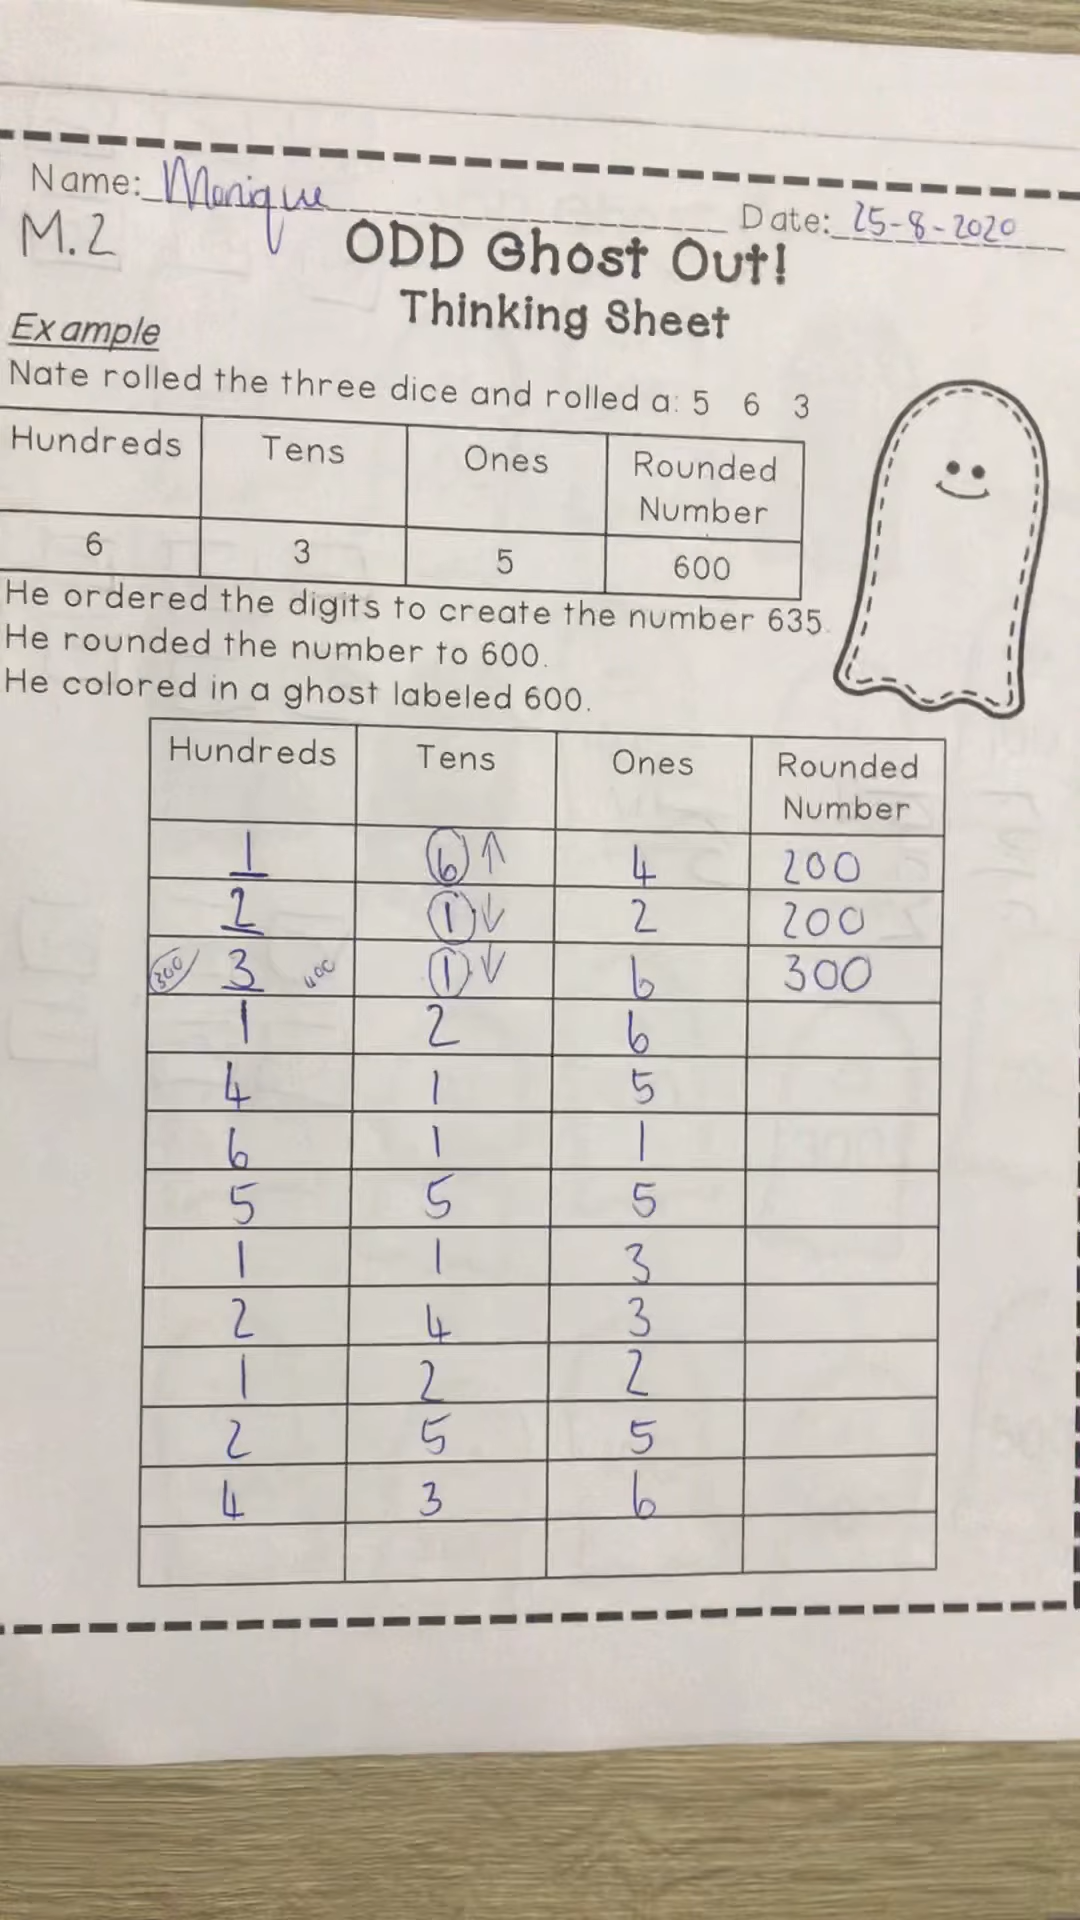 Name: Monique
Date: 25-8-2020
M.2
ODD Ghost Out!
Thinking Sheet
Example
Nate rolled the three dice and rolled a: 5 6 3
Hundreds Tens Ones Rounded Number
6 3 5 600
He ordered the digits to create the number 635.
He rounded the number to 600.
He colored in a ghost labeled 600.
Hundreds Tens Ones Rounded Number
1 6 ↑ 4 200
2 1 ↓ 2 200
300 3 400 1 ↓ 6 300
1 2 6
4 1 5
6 1 1
5 5 5
1 1 3
2 4 3
1 2 2
2 5 5
4 3 6